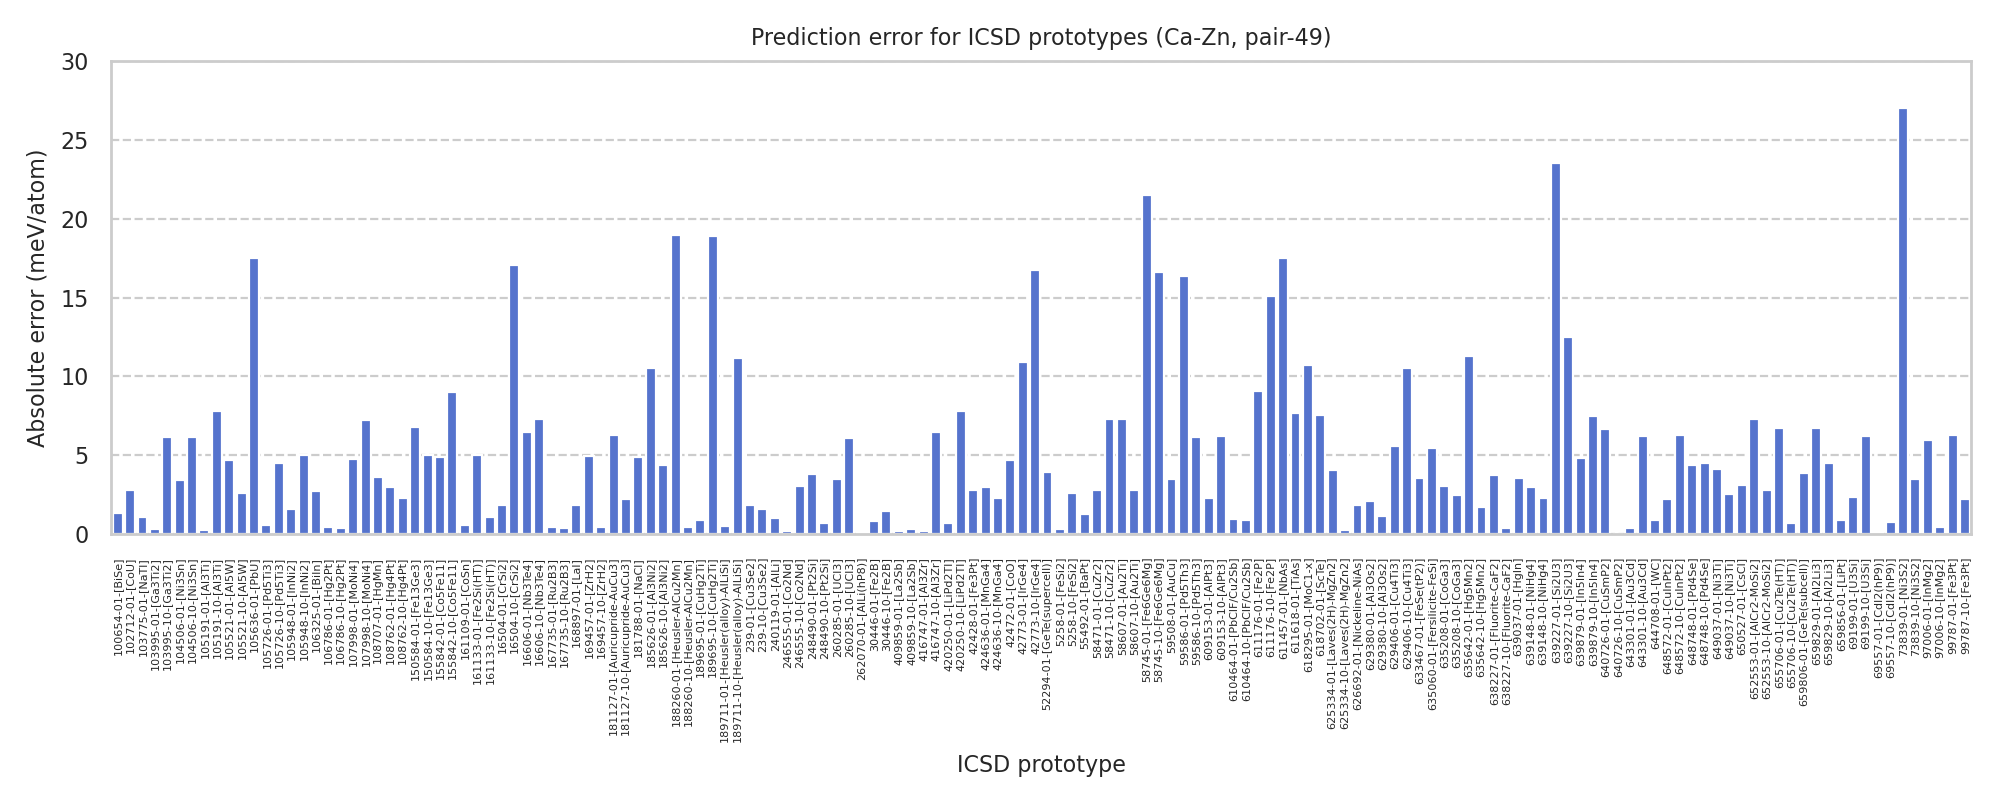 Prediction error for ICSD prototypes (Ca-Zn, pair-49)
Absolute error (meV/atom)
30
25
20
15
10
5
0
100654-01-[BiSe]
102712-01-[CoU]
103775-01-[NaTl]
103995-01-[Ga3Ti2]
103995-10-[Ga3Ti2]
104506-01-[Ni3Sn]
104506-10-[Ni3Sn]
105191-01-[Al3Ti]
105191-10-[Al3Ti]
105521-01-[Al5W]
105521-10-[Al5W]
105636-01-[PbU]
105726-01-[Pd5Ti3]
105726-10-[Pd5Ti3]
105948-01-[InNi2]
105948-10-[InNi2]
106325-01-[BiIn]
106786-01-[Hg2Pt]
106786-10-[Hg2Pt]
107998-01-[MoNi4]
107998-10-[MoNi4]
108707-01-[HgMn]
108762-01-[Hg4Pt]
108762-10-[Hg4Pt]
150584-01-[Fe13Ge3]
150584-10-[Fe13Ge3]
155842-01-[Co5Fe11]
155842-10-[Co5Fe11]
161109-01-[CoSn]
161133-01-[Fe2Si(HT)]
161133-10-[Fe2Si(HT)]
16504-01-[CrSi2]
16504-10-[CrSi2]
16606-01-[Nb3Te4]
16606-10-[Nb3Te4]
167735-01-[Ru2B3]
167735-10-[Ru2B3]
168897-01-[LaI]
169457-01-[ZrH2]
169457-10-[ZrH2]
181127-01-[Auricupride-AuCu3]
181127-10-[Auricupride-AuCu3]
181788-01-[NaCl]
185626-01-[Al3Ni2]
185626-10-[Al3Ni2]
188260-01-[Heusler-AlCu2Mn]
188260-10-[Heusler-AlCu2Mn]
189695-01-[CuHg2Ti]
189695-10-[CuHg2Ti]
189711-01-[Heusler(alloy)-AlLiSi]
189711-10-[Heusler(alloy)-AlLiSi]
239-01-[Cu3Se2]
239-10-[Cu3Se2]
240119-01-[AlLi]
246555-01-[Co2Nd]
246555-10-[Co2Nd]
248490-01-[Pt2Si]
248490-10-[Pt2Si]
260285-01-[UCl3]
260285-10-[UCl3]
262070-01-[AlLi(hP8)]
30446-01-[Fe2B]
30446-10-[Fe2B]
409859-01-[La2Sb]
409859-10-[La2Sb]
416747-01-[Al3Zr]
416747-10-[Al3Zr]
420250-01-[LiPd2Tl]
420250-10-[LiPd2Tl]
42428-01-[Fe3Pt]
424636-01-[MnGa4]
424636-10-[MnGa4]
42472-01-[CoO]
42773-01-[IrGe4]
42773-10-[IrGe4]
52294-01-[GeTe(supercell)]
5258-01-[FeSi2]
5258-10-[FeSi2]
55492-01-[BaPt]
58471-01-[CuZr2]
58471-10-[CuZr2]
58607-01-[Au2Ti]
58607-10-[Au2Ti]
58745-01-[Fe6Ge6Mg]
58745-10-[Fe6Ge6Mg]
59508-01-[AuCu]
59586-01-[Pd5Th3]
59586-10-[Pd5Th3]
609153-01-[AlPt3]
609153-10-[AlPt3]
610464-01-[PbClF/Cu2Sb]
610464-10-[PbClF/Cu2Sb]
611176-01-[Fe2P]
611176-10-[Fe2P]
611457-01-[NbAs]
611618-01-[TiAs]
618295-01-[MoC1-x]
618702-01-[ScTe]
625334-01-[Laves(2H)-MgZn2]
625334-10-[Laves(2H)-MgZn2]
626692-01-[Nickeline-NiAs]
629380-01-[Al3Os2]
629380-10-[Al3Os2]
629406-01-[Cu4Ti3]
629406-10-[Cu4Ti3]
633467-01-[FeSe(tP2)]
635060-01-[Fersilicite-FeSi]
635208-01-[CoGa3]
635208-10-[CoGa3]
635642-01-[Hg5Mn2]
635642-10-[Hg5Mn2]
638227-01-[Fluorite-CaF2]
638227-10-[Fluorite-CaF2]
639037-01-[HgIn]
639148-01-[NiHg4]
639148-10-[NiHg4]
639227-01-[Si2U3]
639227-10-[Si2U3]
639879-01-[In5In4]
639879-10-[In5In4]
640726-01-[CuSmP2]
640726-10-[CuSmP2]
643301-01-[Au3Cd]
643301-10-[Au3Cd]
644708-01-[WC]
648572-01-[CuInPt2]
648572-10-[CuInPt2]
648748-01-[Pd4Se]
648748-10-[Pd4Se]
649037-01-[Ni3Ti]
649037-10-[Ni3Ti]
650527-01-[CsCl]
652553-01-[AlCr2-MoSi2]
652553-10-[AlCr2-MoSi2]
655706-01-[Cu2Te(HT)]
655706-10-[Cu2Te(HT)]
659806-01-[GeTe(subcell)]
659829-01-[Al2Li3]
659829-10-[Al2Li3]
659856-01-[LiPt]
69199-01-[U3Si]
69199-10-[U3Si]
69557-01-[CdI2(hP9)]
69557-10-[CdI2(hP9)]
73839-01-[Ni3S2]
73839-10-[Ni3S2]
97006-01-[InMg2]
97006-10-[InMg2]
99787-01-[Fe3Pt]
99787-10-[Fe3Pt]
ICSD prototype